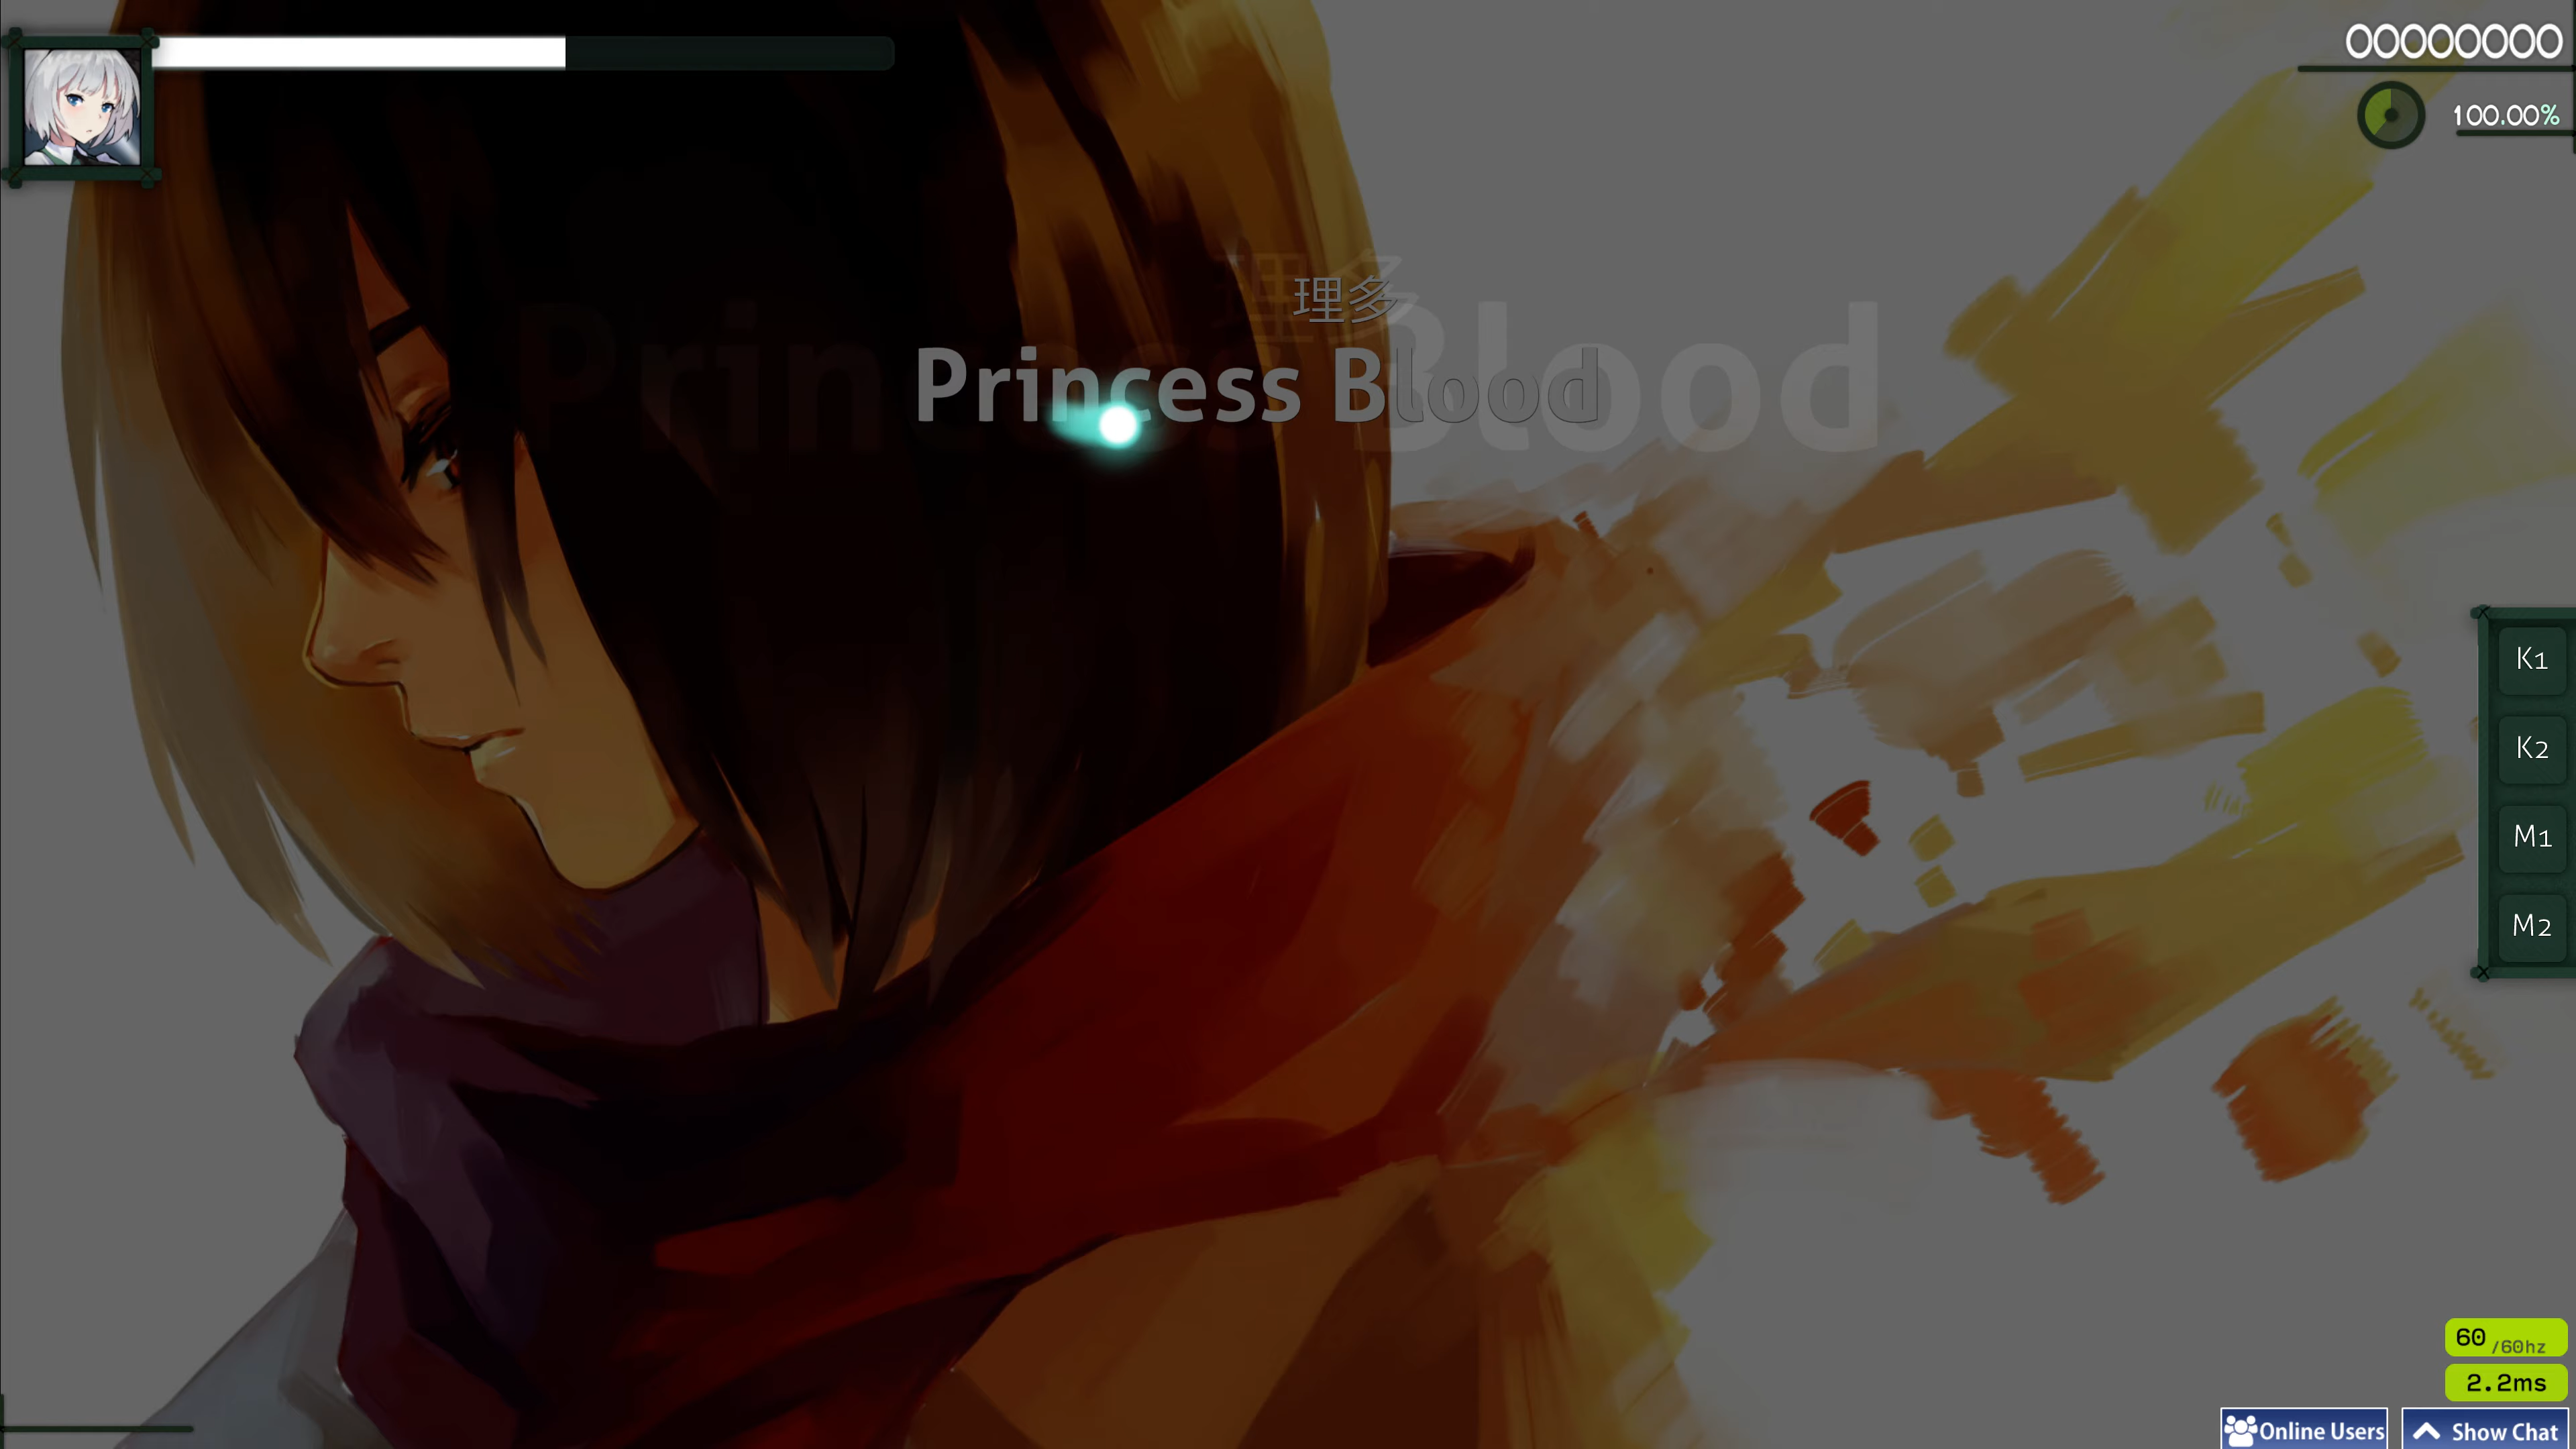 00000000
100.00%
理多
Princess Blood
K1
K2
M1
M2
60 /60hz
2.2ms
Online Users
Show Chat